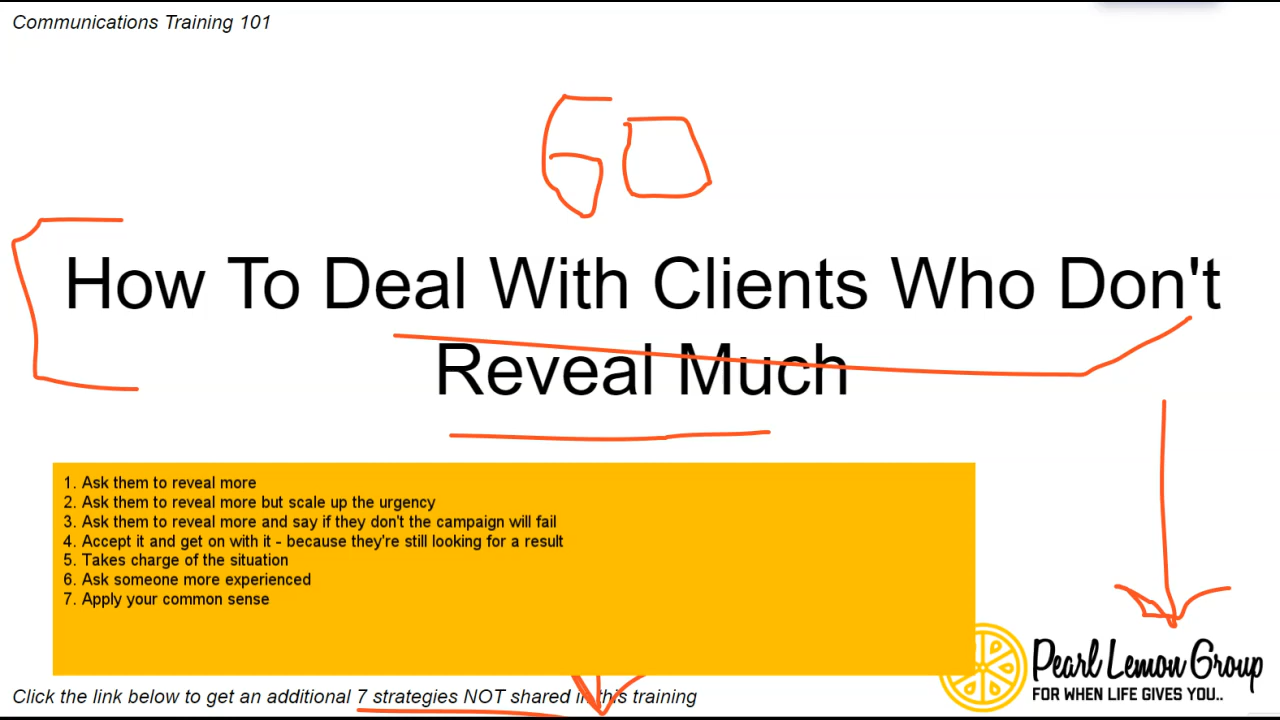 Communications Training 101
How To Deal With Clients Who Don't
Reveal Much
1. Ask them to reveal more
2. Ask them to reveal more but scale up the urgency
3. Ask them to reveal more and say if they don't the campaign will fail
4. Accept it and get on with it - because they're still looking for a result
5. Takes charge of the situation
6. Ask someone more experienced
7. Apply your common sense
Pearl Lemon Group
FOR WHEN LIFE GIVES YOU..
Click the link below to get an additional 7 strategies NOT shared in this training